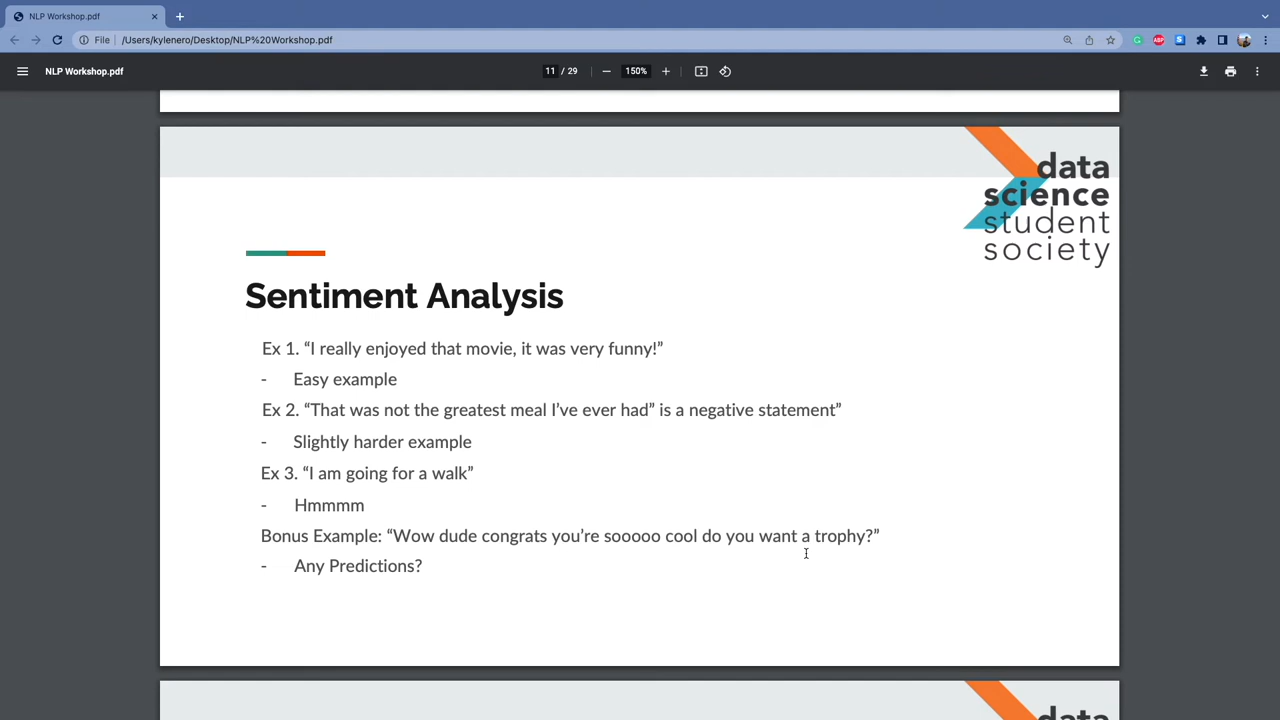 NLP Workshop.pdf
File /Users/kylenero/Desktop/NLP%20Workshop.pdf
NLP Workshop.pdf 11 / 29 150%
data
science
student
society
Sentiment Analysis
Ex 1. “I really enjoyed that movie, it was very funny!”
- Easy example
Ex 2. “That was not the greatest meal I’ve ever had” is a negative statement”
- Slightly harder example
Ex 3. “I am going for a walk”
- Hmmmm
Bonus Example: “Wow dude congrats you’re sooooo cool do you want a trophy?”
- Any Predictions?
data